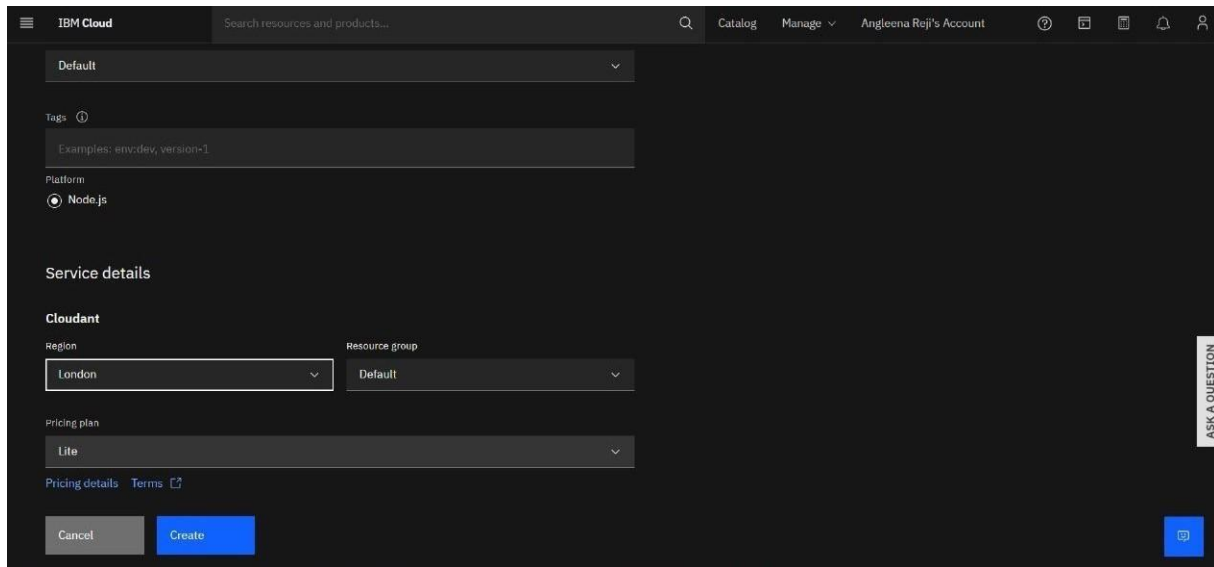 IBM Cloud
Search resources and products...
Catalog
Manage
Angleena Reji's Account
Default
Tags
Examples: env:dev, version-1
Platform
Node.js
Service details
Cloudant
Region
Resource group
London
Default
Pricing plan
Lite
Pricing details Terms
Cancel
Create
ASK A QUESTION